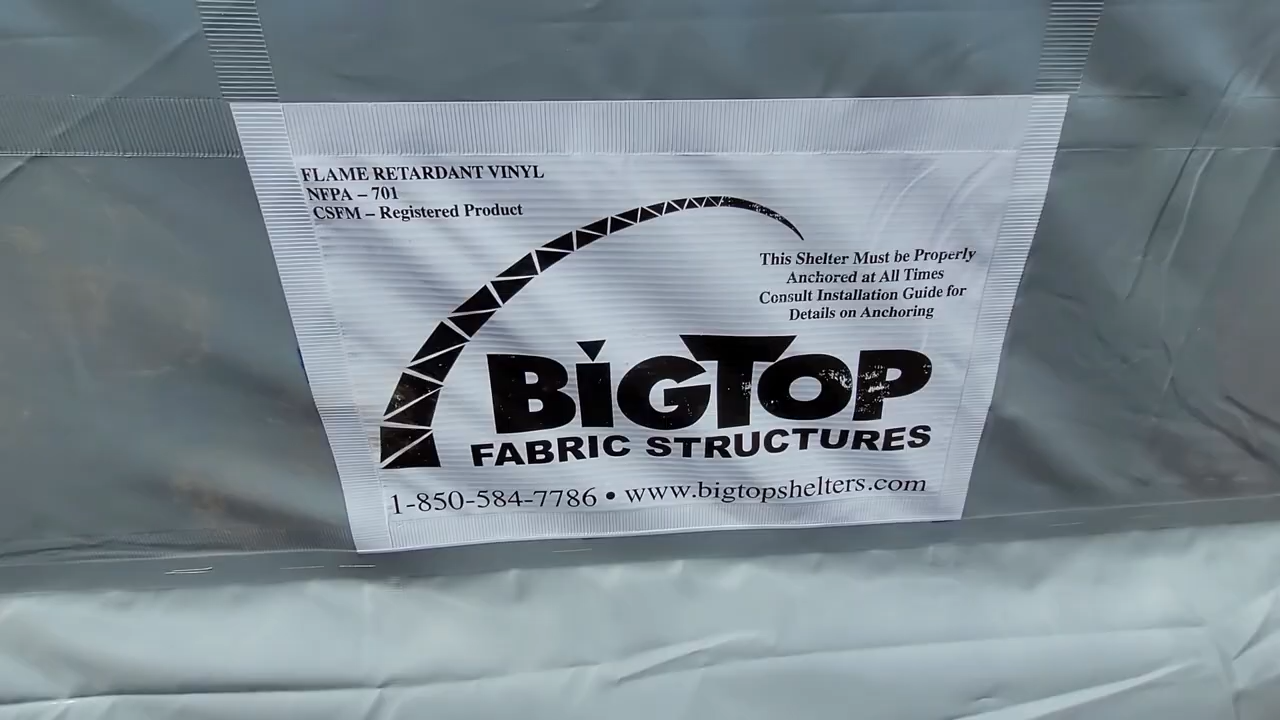 FLAME RETARDANT VINYL
NFPA – 701
CSFM – Registered Product
This Shelter Must be Properly
Anchored at All Times
Consult Installation Guide for
Details on Anchoring
BIGTOP
FABRIC STRUCTURES
1-850-584-7786 • www.bigtopshelters.com